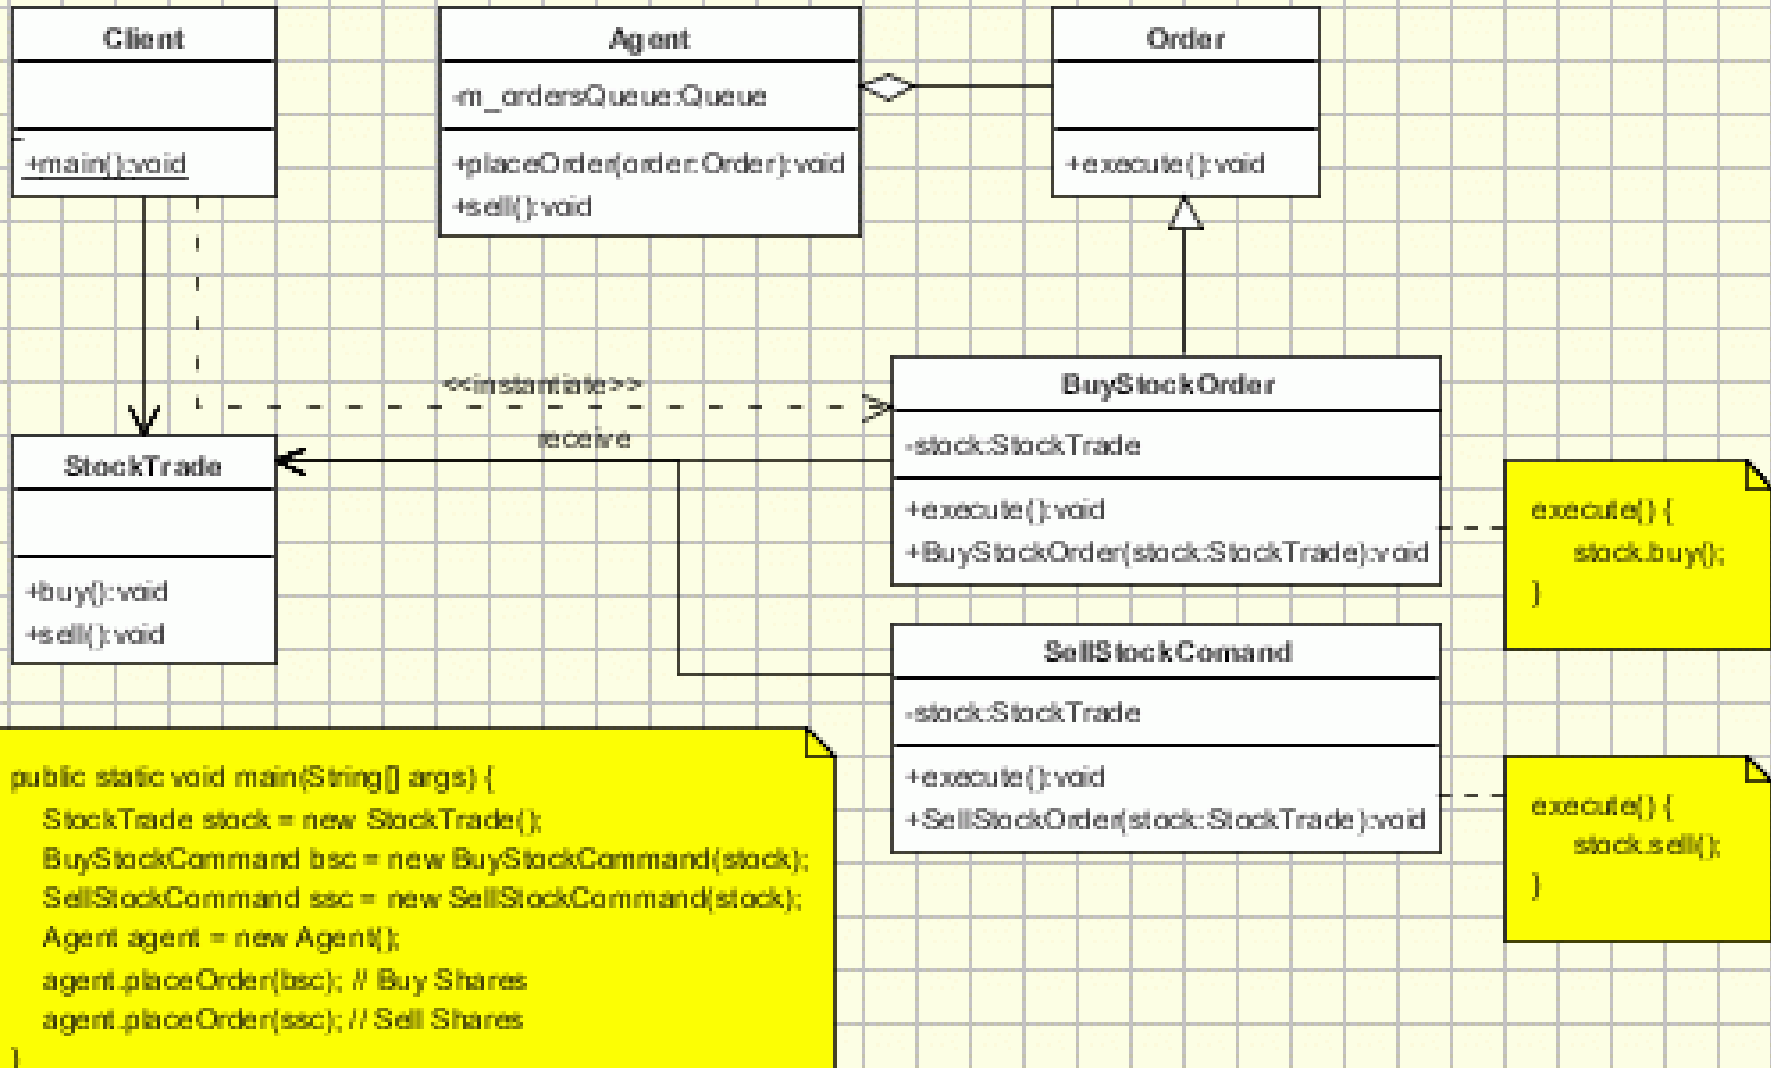 Client
+main():void
Agent
-m_ordersQueue:Queue
+placeOrder(order:Order):void
+sell():void
Order
+execute():void
<<instantiate>>
receive
StockTrade
+buy():void
+sell():void
BuyStockOrder
-stock:StockTrade
+execute():void
+BuyStockOrder(stock:StockTrade):void
execute() {
stock.buy();
}
SellStockComand
-stock:StockTrade
+execute():void
+SellStockOrder(stock:StockTrade):void
execute() {
stock.sell();
}
public static void main(String[] args) {
StockTrade stock = new StockTrade();
BuyStockCommand bsc = new BuyStockCommand(stock);
SellStockCommand ssc = new SellStockCommand(stock);
Agent agent = new Agent();
agent.placeOrder(bsc); // Buy Shares
agent.placeOrder(ssc); // Sell Shares
}